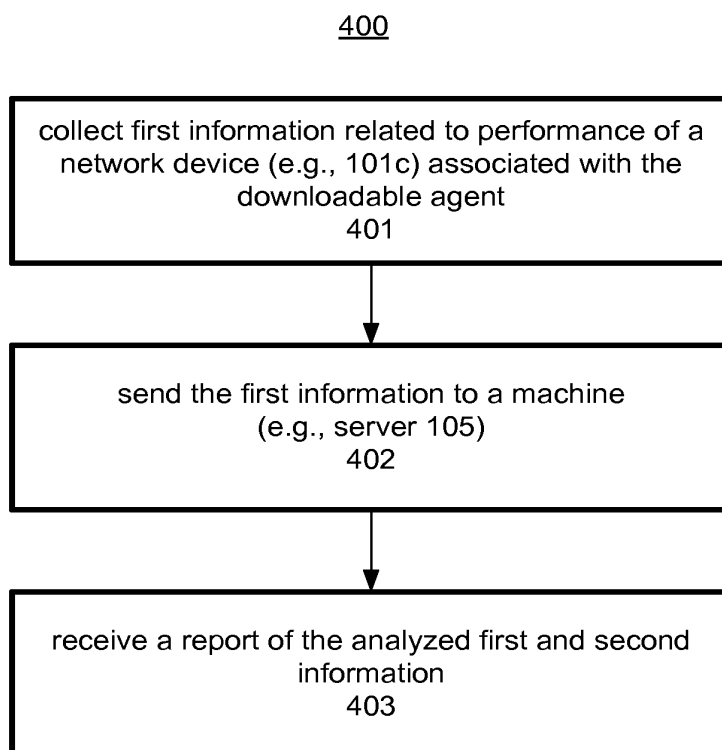 400
collect first information related to performance of a
network device (e.g., 101c) associated with the
downloadable agent
401
send the first information to a machine
(e.g., server 105)
402
receive a report of the analyzed first and second
information
403